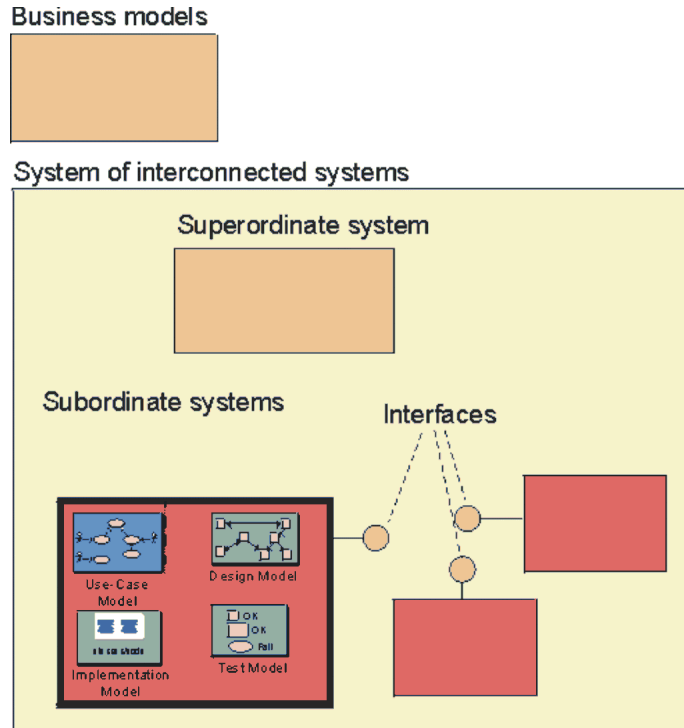 Business models
System of interconnected systems
Superordinate system
Subordinate systems
Interfaces
Use-Case
Model
Design Model
OK
OK
Fail
Implementation
Model
Test Model